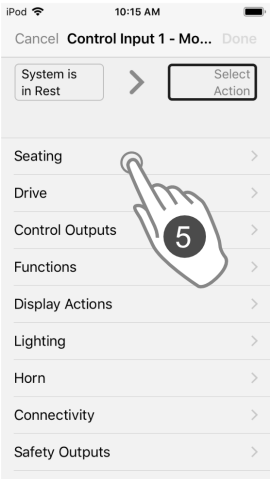 iPod 10:15 AM
Cancel Control Input 1 - Mo... Done
System is
in Rest
Select
Action
Seating
Drive
Control Outputs
5
Functions
Display Actions
Lighting
Horn
Connectivity
Safety Outputs